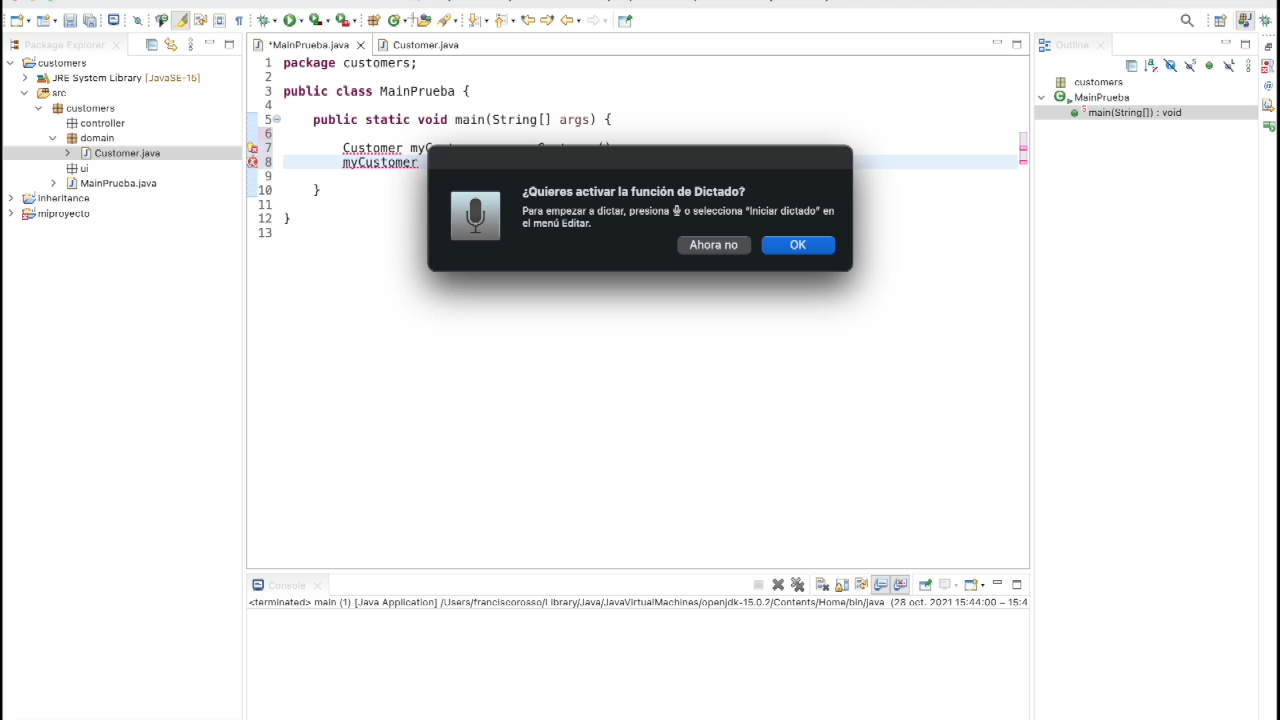 Package Explorer
customers
JRE System Library [JavaSE-15]
src
customers
controller
domain
Customer.java
ui
MainPrueba.java
inheritance
miproyecto
*MainPrueba.java
Customer.java
1 package customers;
2
3 public class MainPrueba {
4
5 public static void main(String[] args) {
6
7 Customer
8 myCustomer
9
10 }
11
12 }
13
¿Quieres activar la función de Dictado?
Para empezar a dictar, presiona o selecciona "Iniciar dictado" en
el menú Editar.
Ahora no
OK
Console
<terminated> main (1) [Java Application] /Users/franciscorosso/Library/Java/JavaVirtualMachines/openjdk-15.0.2/Contents/Home/bin/java (28 oct. 2021 15:44:00 – 15:4
Outline
customers
MainPrueba
main(String[]) : void